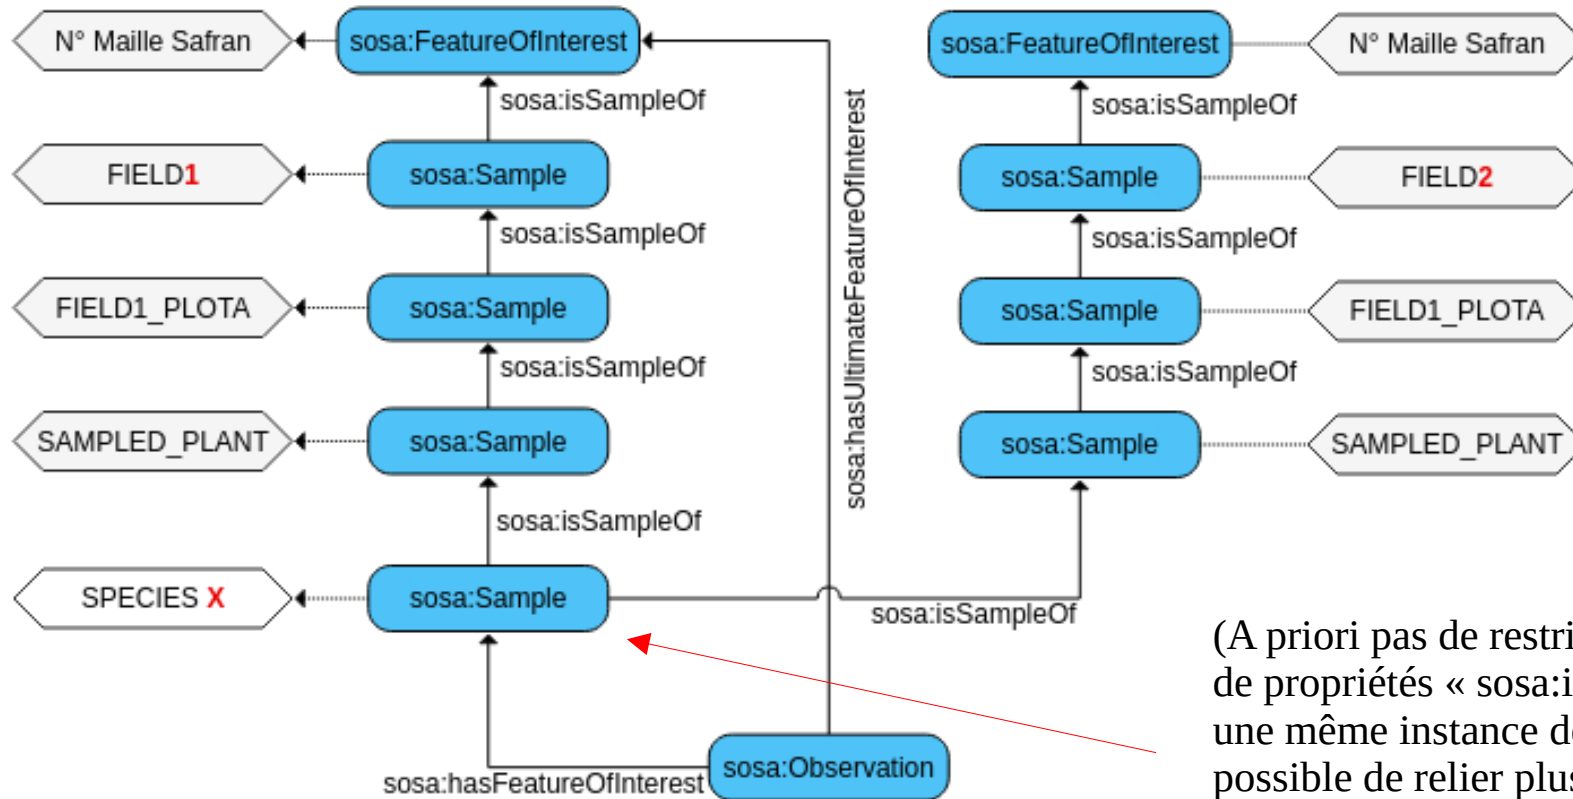 N° Maille Safran
sosa:FeatureOfInterest
sosa:FeatureOfInterest
N° Maille Safran
sosa:isSampleOf
sosa:isSampleOf
FIELD1
sosa:Sample
sosa:Sample
FIELD2
sosa:isSampleOf
sosa:isSampleOf
FIELD1_PLOTA
sosa:Sample
sosa:Sample
FIELD1_PLOTA
sosa:isSampleOf
sosa:isSampleOf
sosa:hasUltimateFeatureOfInterest
SAMPLED_PLANT
sosa:Sample
sosa:Sample
SAMPLED_PLANT
sosa:isSampleOf
SPECIES X
sosa:Sample
sosa:isSampleOf
(A priori pas de restri
de propriétés « sosa:i
une même instance de
possible de relier plus
sosa:Observation
sosa:hasFeatureOfInterest